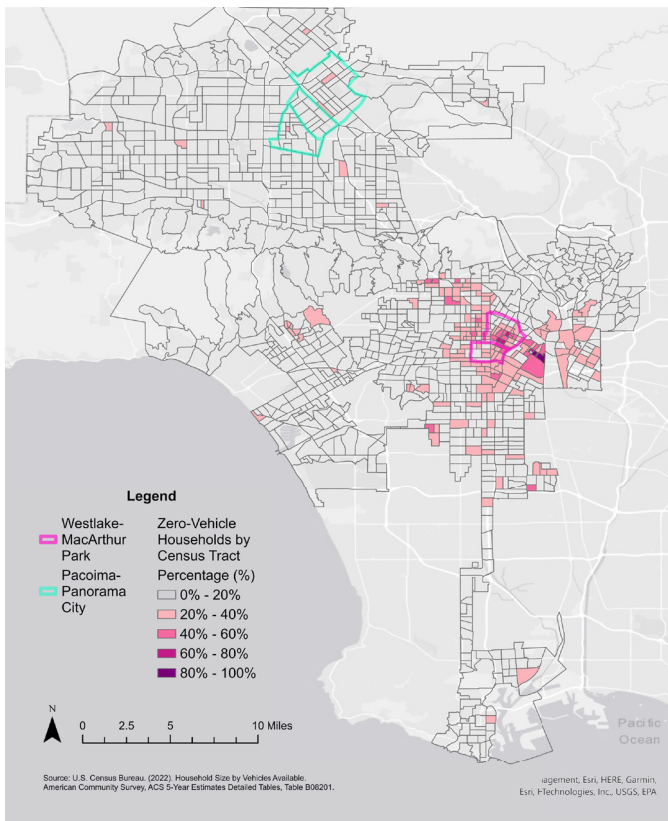 Legend
Westlake-
MacArthur
Park
Pacoima-
Panorama
City
Zero-Vehicle
Households by
Census Tract
Percentage (%)
0% - 20%
20% - 40%
40% - 60%
60% - 80%
80% - 100%
N
0 2.5 5 10 Miles
Pacific
Ocean
Source: U.S. Census Bureau. (2022). Household Size by Vehicles Available.
American Community Survey, ACS 5-Year Estimates Detailed Tables, Table B08201.
agement, Esri, HERE, Garmin,
Esri, Technologies, Inc., USGS, EPA